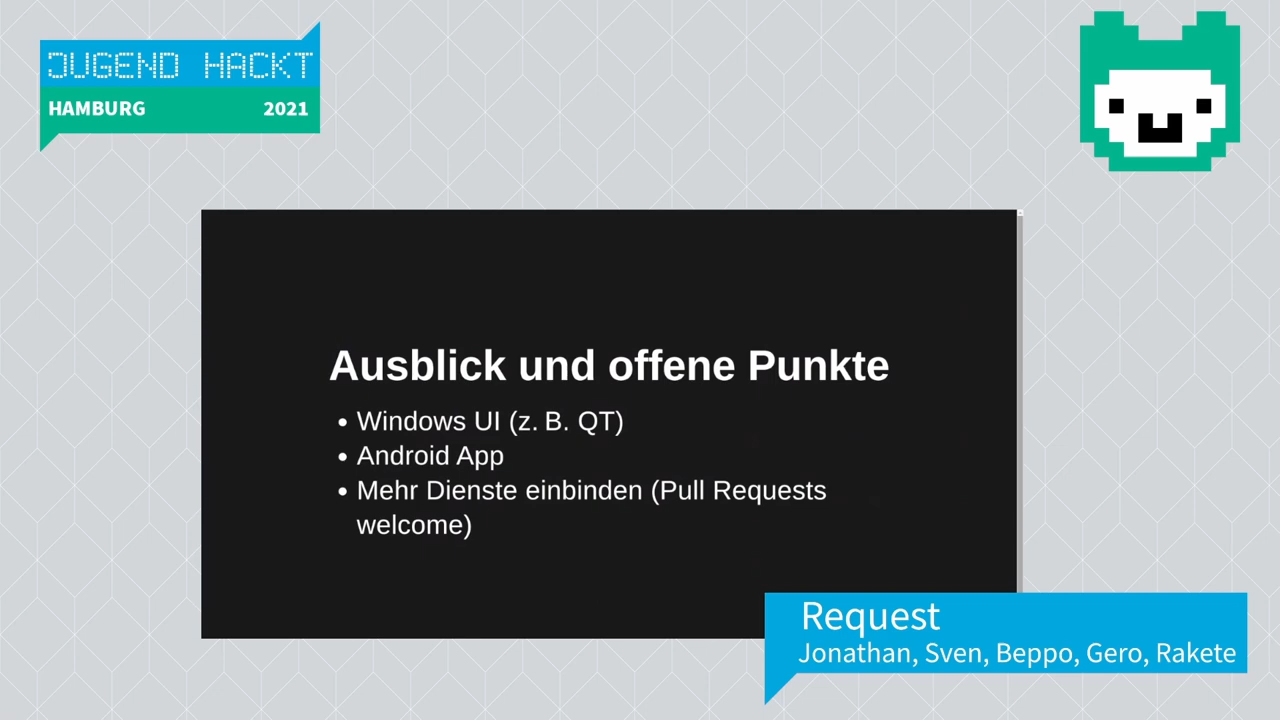 JUGEND HACKT
HAMBURG 2021
Ausblick und offene Punkte
• Windows UI (z. B. QT)
• Android App
• Mehr Dienste einbinden (Pull Requests
welcome)
Request
Jonathan, Sven, Beppo, Gero, Rakete